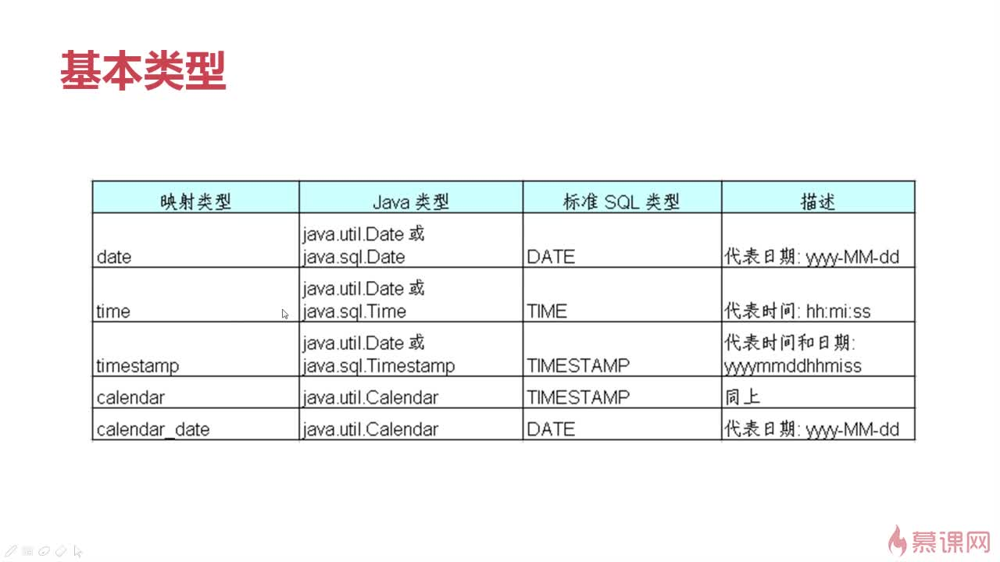 基本类型
映射类型 Java 类型 标准 SQL 类型 描述
java.util.Date 或
date java.sql.Date DATE 代表日期: yyyy-MM-dd
java.util.Date 或
time java.sql.Time TIME 代表时间: hh:mi:ss
java.util.Date 或 代表时间和日期:
timestamp java.sql.Timestamp TIMESTAMP yyyymmddhhmiss
calendar java.util.Calendar TIMESTAMP 同上
calendar_date java.util.Calendar DATE 代表日期: yyyy-MM-dd
慕课网